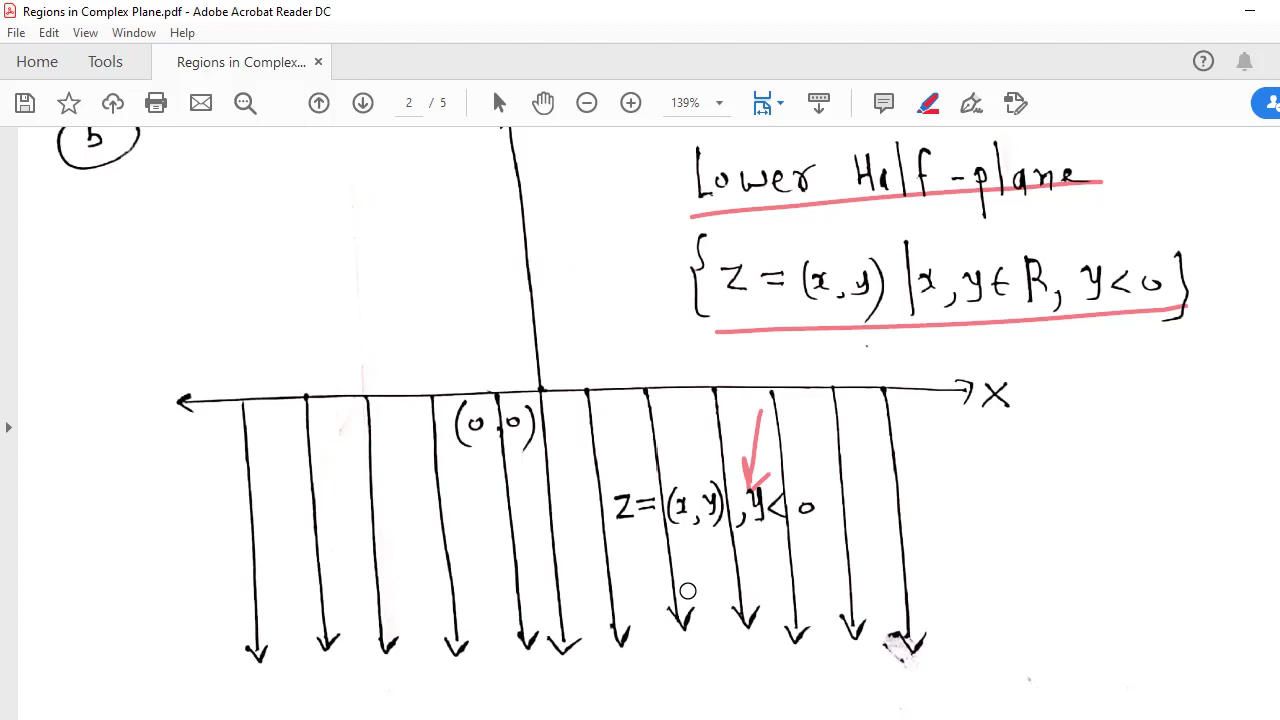 Regions in Complex Plane.pdf - Adobe Acrobat Reader DC
File Edit View Window Help
Home Tools Regions in Complex... ×
2 / 5 139%
b
Lower Half-plane
{z = (x, y) | x, y ∈ R, y < 0}
X
(0,0)
z = (x, y), y < 0